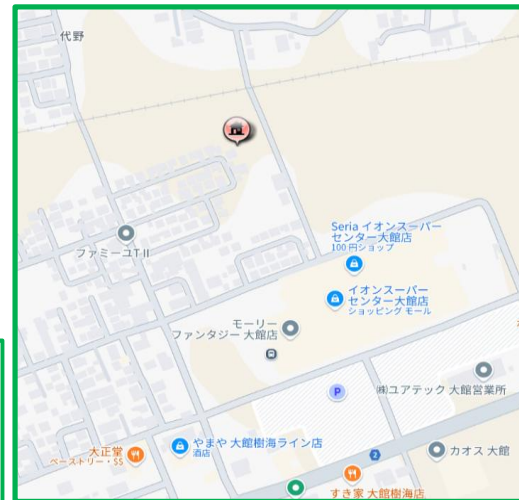 代野
ファミーユTⅡ
Seria イオンスーパー
センター大館店
100 円ショップ
イオンスーパー
センター大館店
ショッピング モール
モーリー
ファンタジー 大館店
P
㈱ユアテック 大館営業所
大正堂
ペーストリー・SS
やまや 大館樹海ライン店
酒店
2
カオス 大館
すき家 大館樹海店